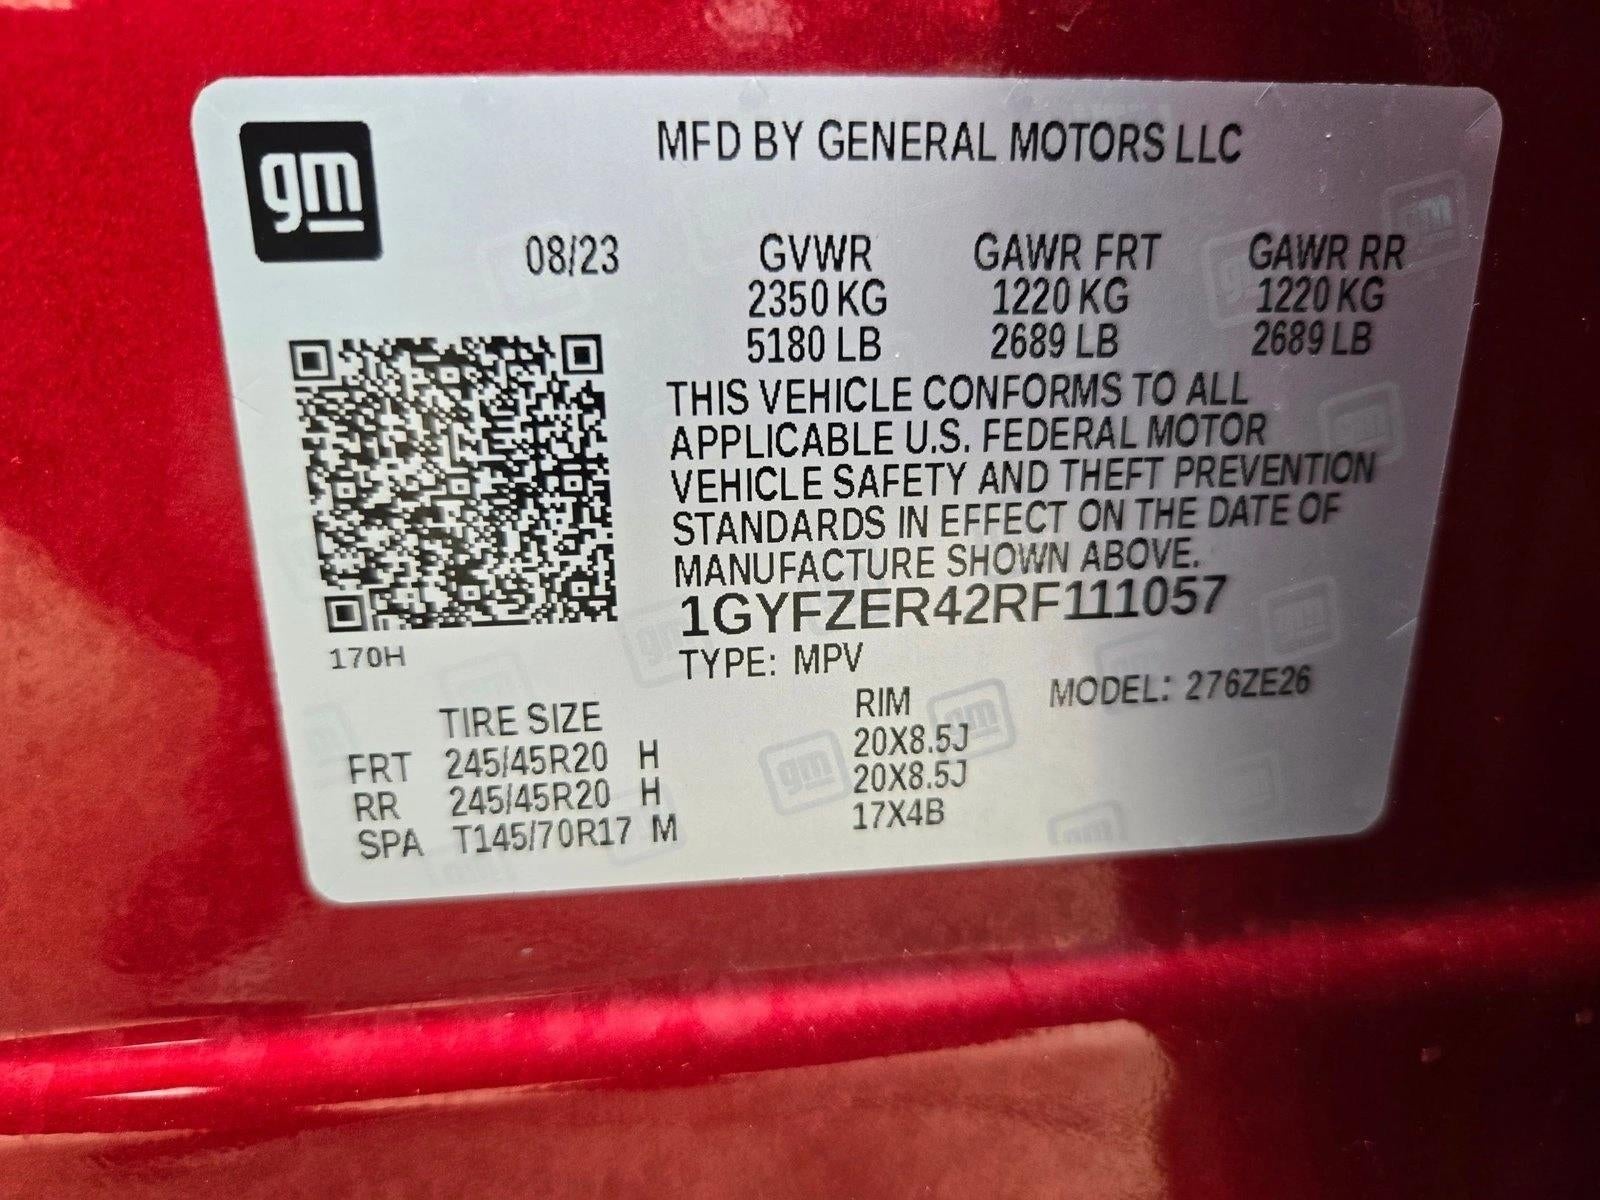 gm
MFD BY GENERAL MOTORS LLC
08/23 GVWR GAWR FRT GAWR RR
2350 KG 1220 KG 1220 KG
5180 LB 2689 LB 2689 LB
THIS VEHICLE CONFORMS TO ALL
APPLICABLE U.S. FEDERAL MOTOR
VEHICLE SAFETY AND THEFT PREVENTION
STANDARDS IN EFFECT ON THE DATE OF
MANUFACTURE SHOWN ABOVE.
1GYFZER42RF111057
170H
TYPE: MPV
MODEL: 276ZE26
TIRE SIZE RIM
FRT 245/45R20 H 20X8.5J
RR 245/45R20 H 20X8.5J
SPA T145/70R17 M 17X4B